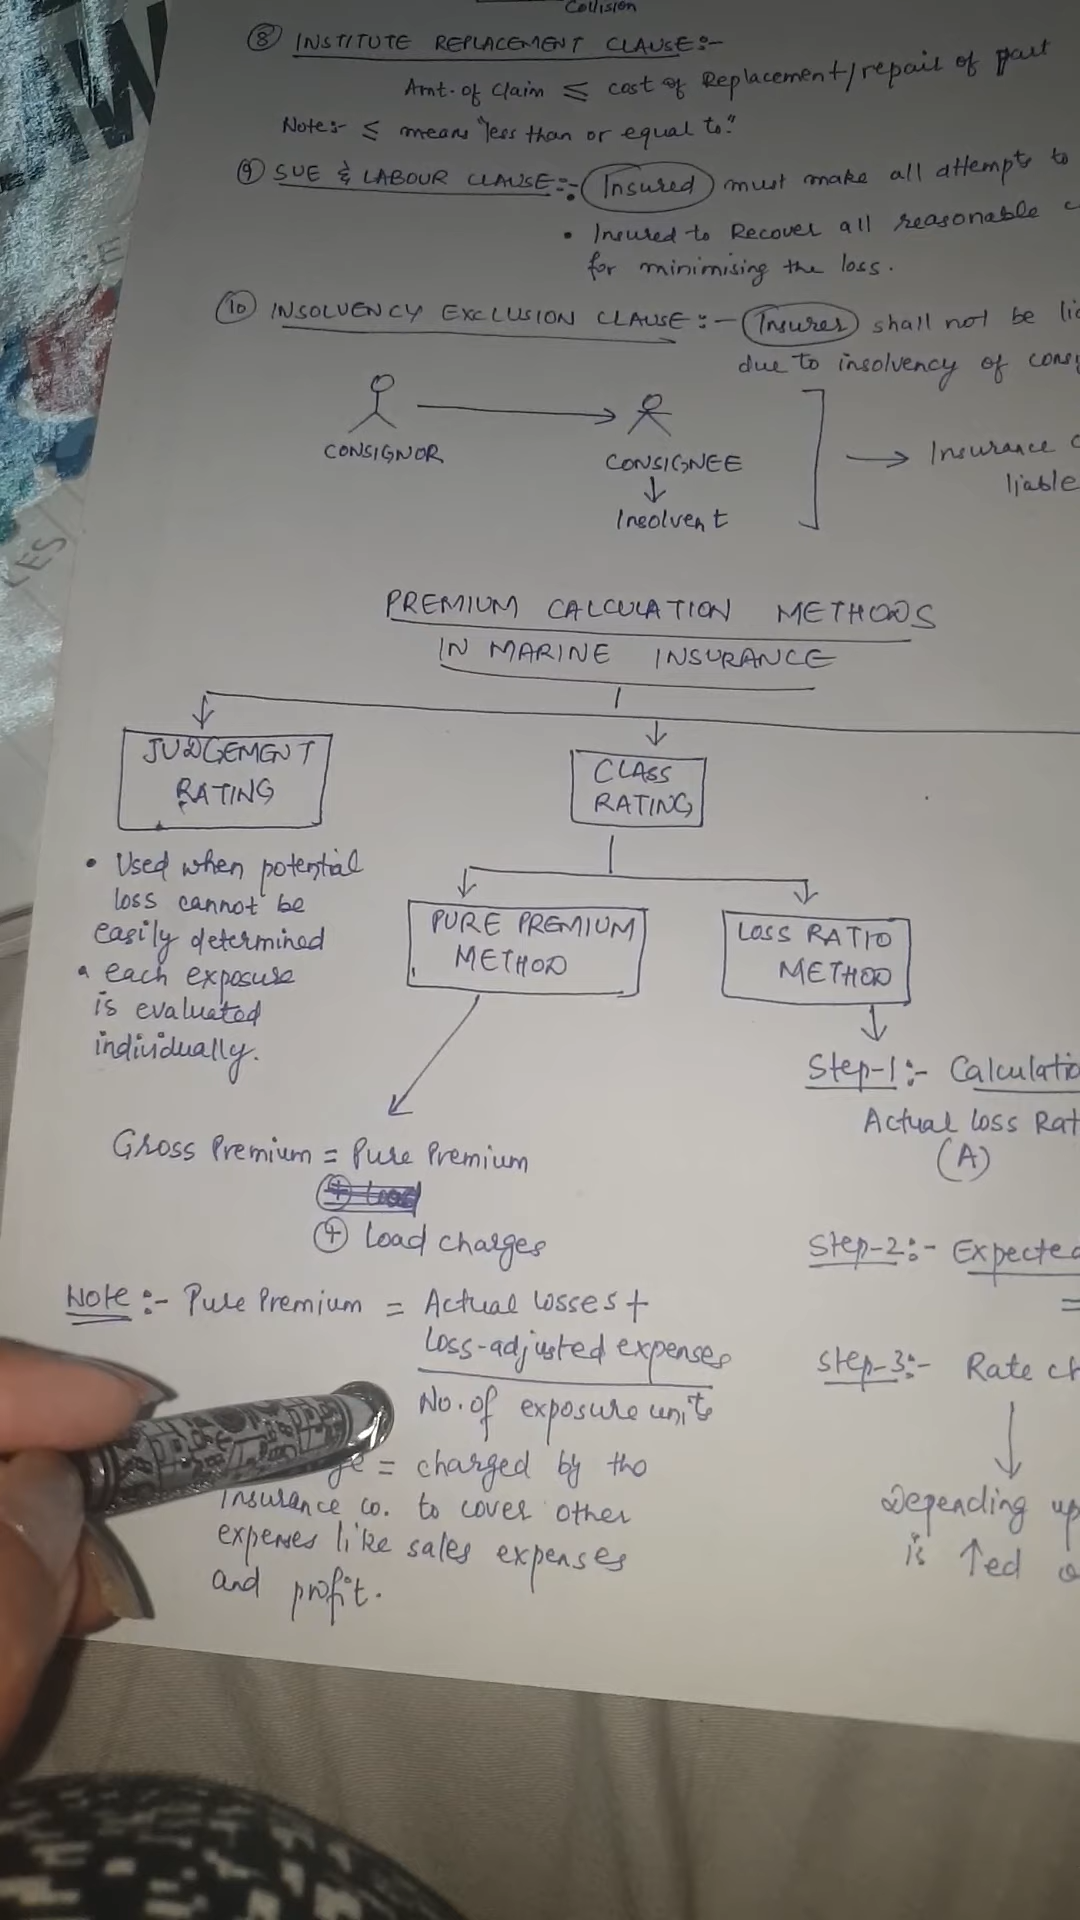 Collision
⑧ INSTITUTE REPLACEMENT CLAUSE:-
Amt. of claim ≤ cost of Replacement/repair of part
Note:- ≤ means "less than or equal to."
⑨ SUE & LABOUR CLAUSE:- Insured must make all attempts to
• Insured to Recover all reasonable
for minimising the loss.
⑩ INSOLVENCY EXCLUSION CLAUSE:- Insurer shall not be
due to insolvency of
CONSIGNOR
CONSIGNEE
Insolvent
Insurance
liable
PREMIUM CALCULATION METHODS
IN MARINE INSURANCE
JUDGEMENT
RATING
CLASS
RATING
• Used when potential
loss cannot be
easily determined
• each exposure
is evaluated
individually.
PURE PREMIUM
METHOD
LOSS RATIO
METHOD
Gross Premium = Pure Premium
⊕ Load charges
Note:- Pure Premium = Actual losses +
Loss-adjusted expenses
No. of exposure units
= charged by the
Insurance co. to cover other
expenses like sales expenses
and profit.
Step-1:-
Actual loss
(A)
Step-2:-
=
Step-3:- Rate
Depending
is ↑ed